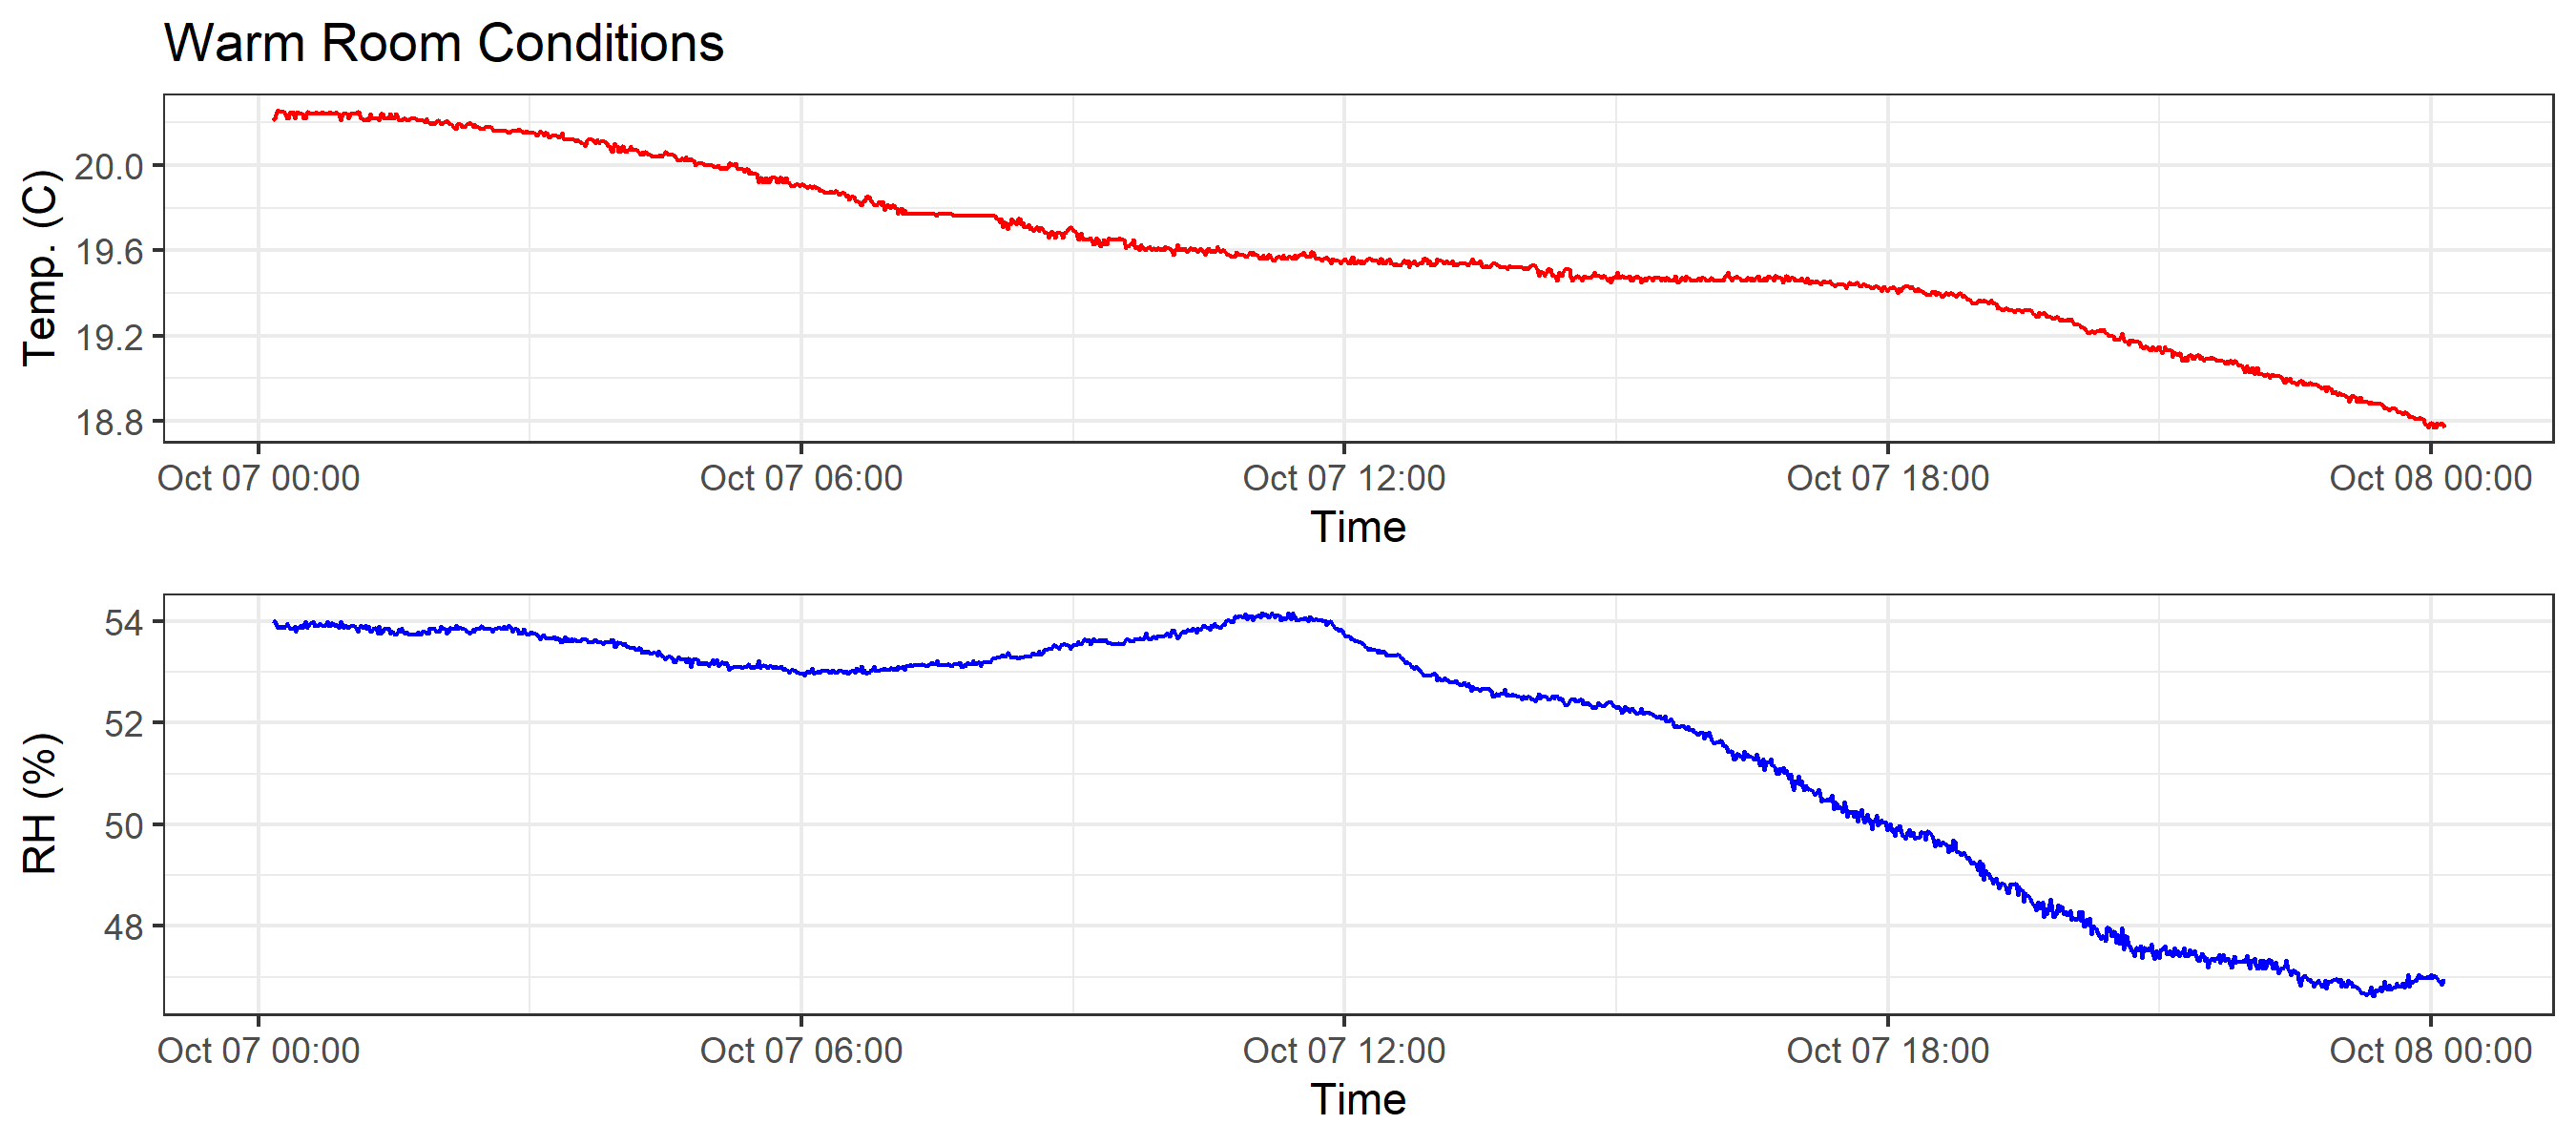 Warm Room Conditions
Temp. (C)
20.0
19.6
19.2
18.8
Oct 07 00:00 Oct 07 06:00 Oct 07 12:00 Oct 07 18:00 Oct 08 00:00
Time
RH (%)
54
52
50
48
Oct 07 00:00 Oct 07 06:00 Oct 07 12:00 Oct 07 18:00 Oct 08 00:00
Time